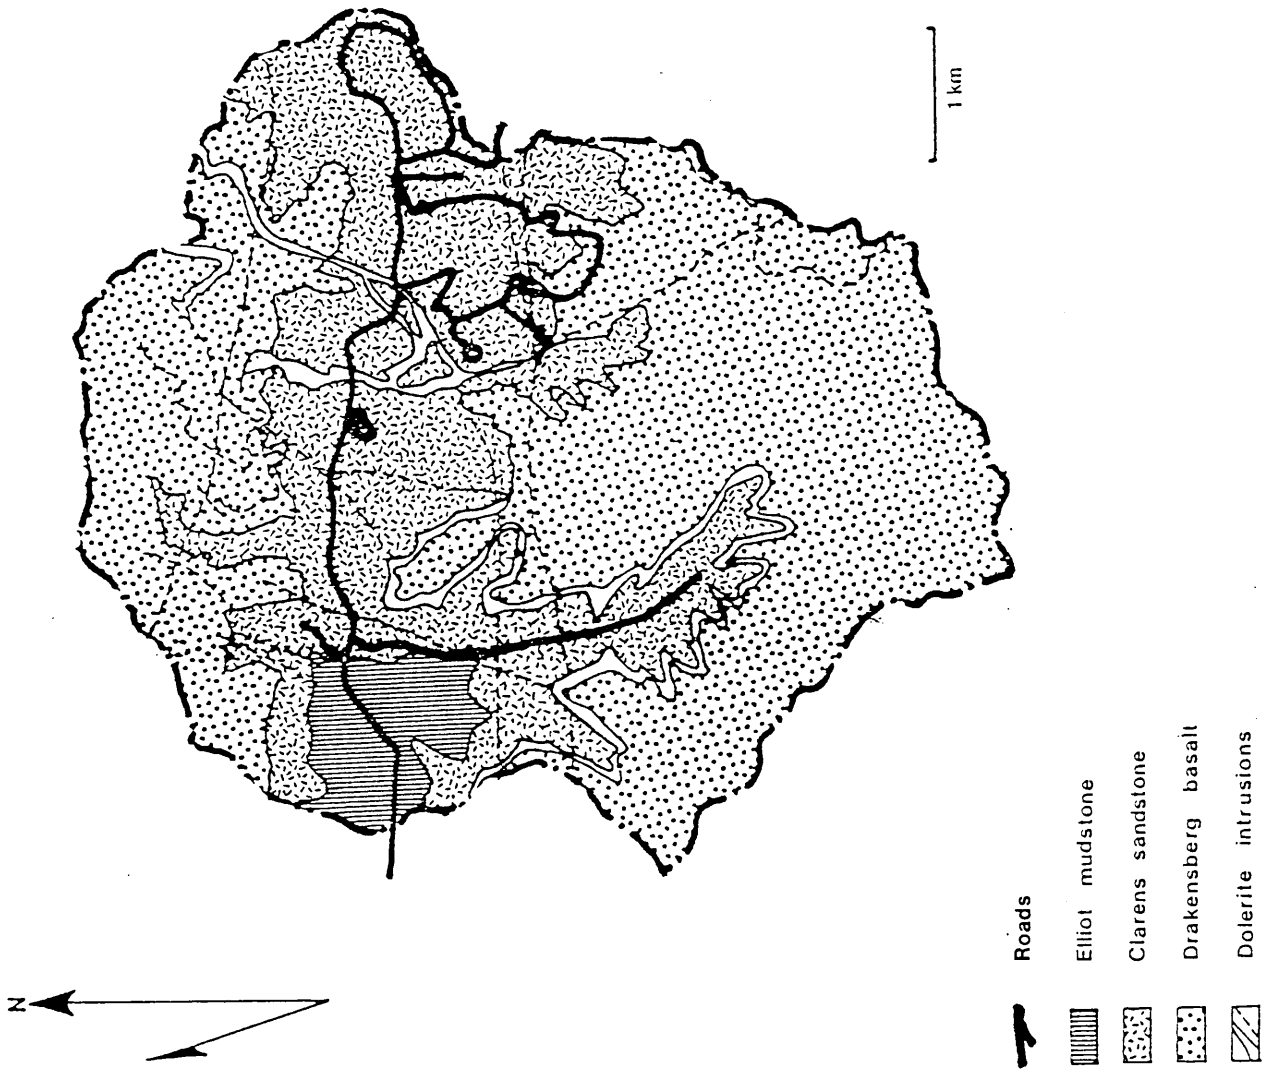 N
1 km
Roads
Elliot mudstone
Clarens sandstone
Drakensberg basalt
Dolerite intrusions